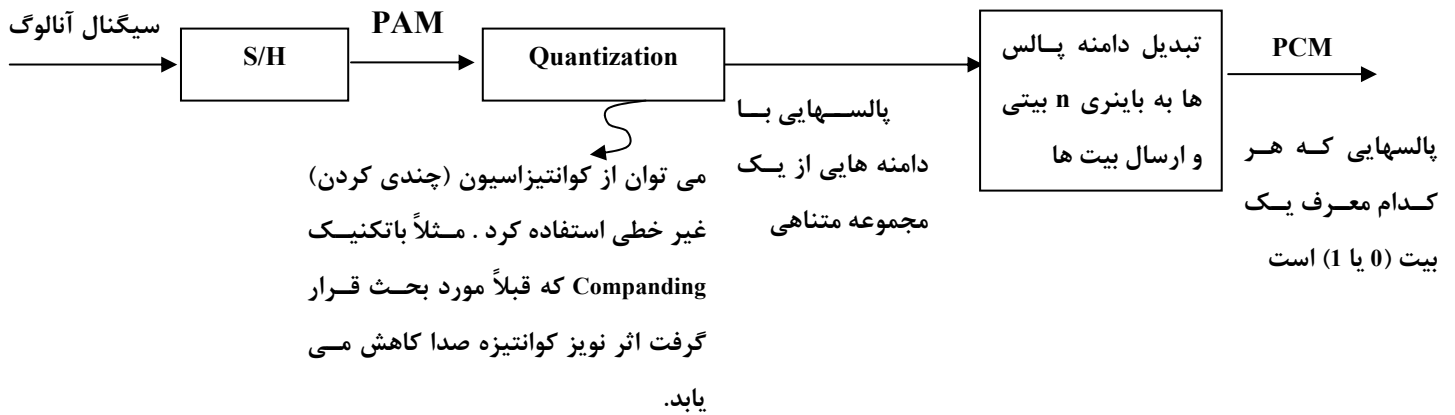 سیگنال آنالوگ
S/H
PAM
Quantization
می توان از کوانتیزاسیون (چندی کردن)
غیر خطی استفاده کرد . مثلاً باتکنیک
Companding که قبلاً مورد بحث قرار
گرفت اثر نویز کوانتیزه صدا کاهش می
یابد.
پالسهایی با
دامنه هایی از یک
مجموعه متناهی
تبدیل دامنه پالس
ها به باینری n بیتی
و ارسال بیت ها
PCM
پالسهایی که هر
کدام معرف یک
بیت (0 یا 1) است